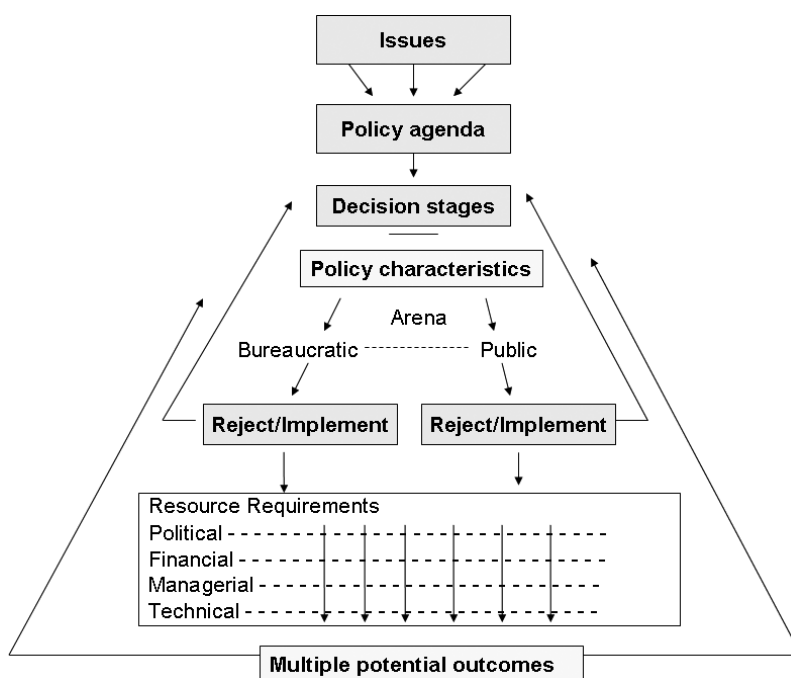 Issues
Policy agenda
Decision stages
Policy characteristics
Arena
Bureaucratic
Public
Reject/Implement
Reject/Implement
Resource Requirements
Political
Financial
Managerial
Technical
Multiple potential outcomes